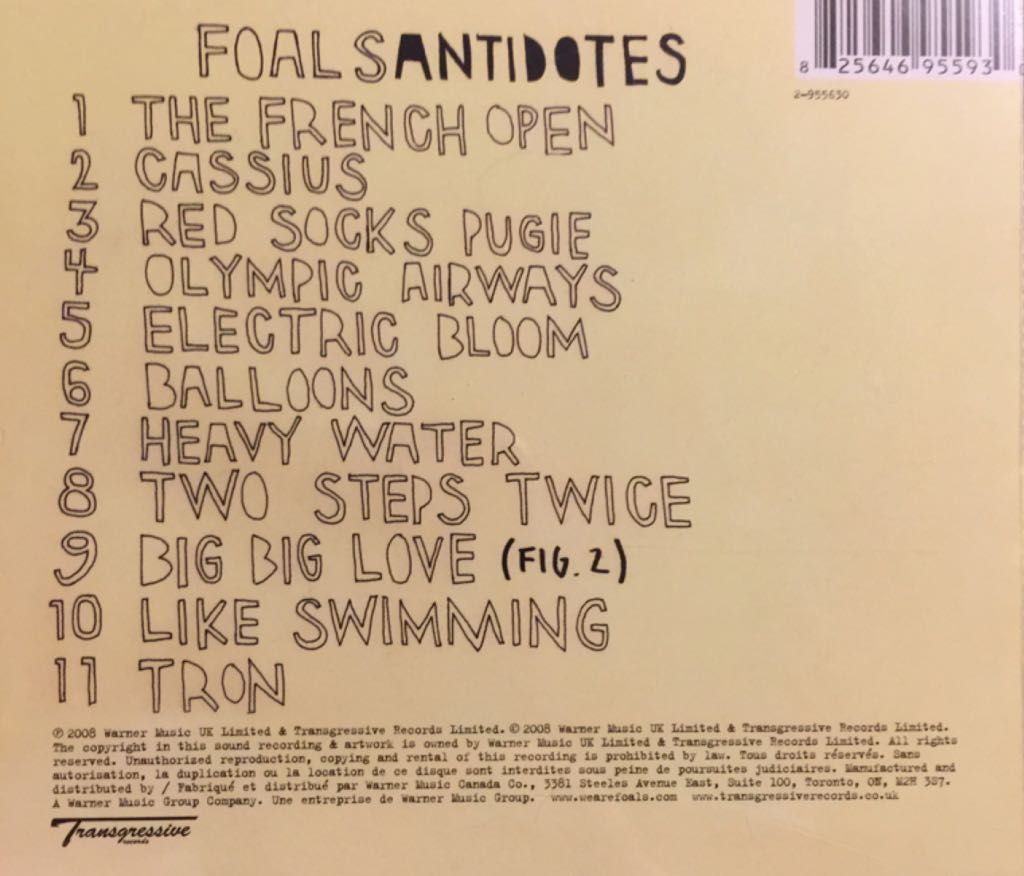 FOALS ANTIDOTES
8 25646 95593
2-955630
1 THE FRENCH OPEN
2 CASSIUS
3 RED SOCKS PUGIE
4 OLYMPIC AIRWAYS
5 ELECTRIC BLOOM
6 BALLOONS
7 HEAVY WATER
8 TWO STEPS TWICE
9 BIG BIG LOVE (FIG. 2)
10 LIKE SWIMMING
11 TRON
℗ 2008 Warner Music UK Limited & Transgressive Records Limited. © 2008 Warner Music UK Limited & Transgressive Records Limited.
The copyright in this sound recording & artwork is owned by Warner Music UK Limited & Transgressive Records Limited. All rights
reserved. Unauthorized reproduction, copying and rental of this recording is prohibited by law. Tous droits résérvés. Sans
autorisation, la duplication ou la location de ce disque sont interdites sous peine de poursuites judiciaires. Manufactured and
distributed by / Fabriqué et distribué par Warner Music Canada Co., 3381 Steeles Avenue East, Suite 100, Toronto, ON, M2H 3S7.
A Warner Music Group Company. Une entreprise de Warner Music Group. www.wearefoals.com www.transgressiverecords.co.uk
Transgressive
records